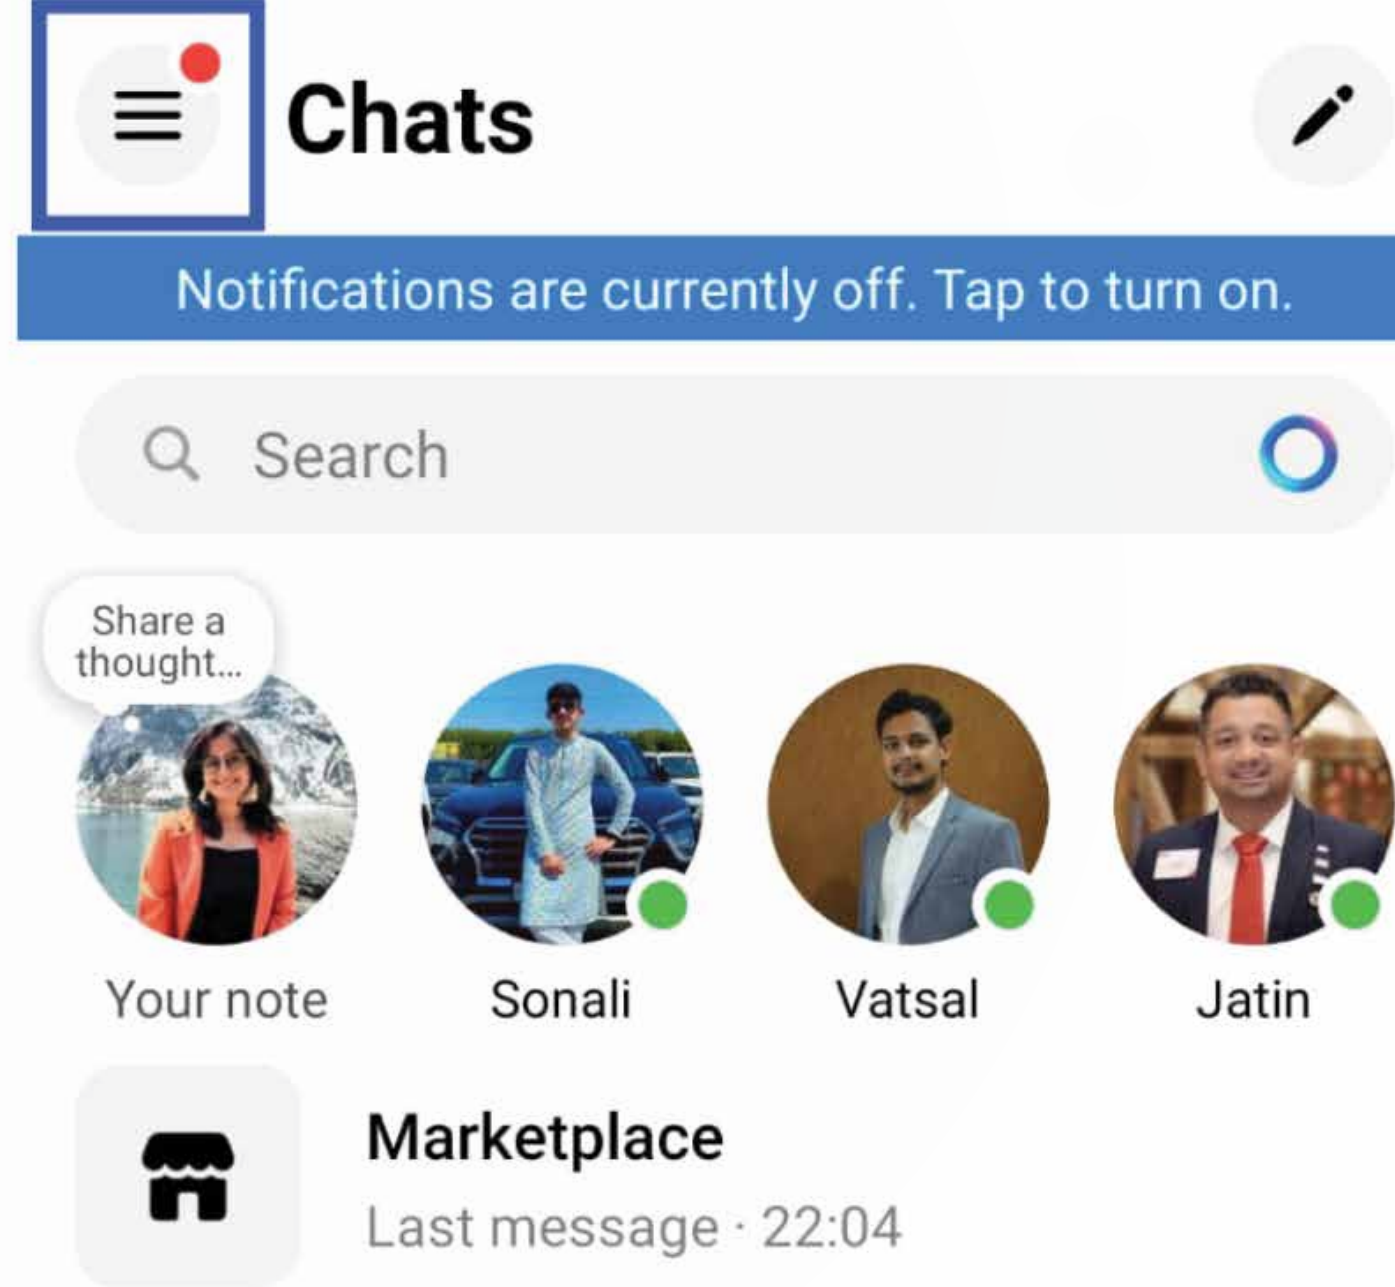 Chats
Notifications are currently off. Tap to turn on.
Search
Share a
thought...
Your note
Sonali
Vatsal
Jatin
Marketplace
Last message · 22:04